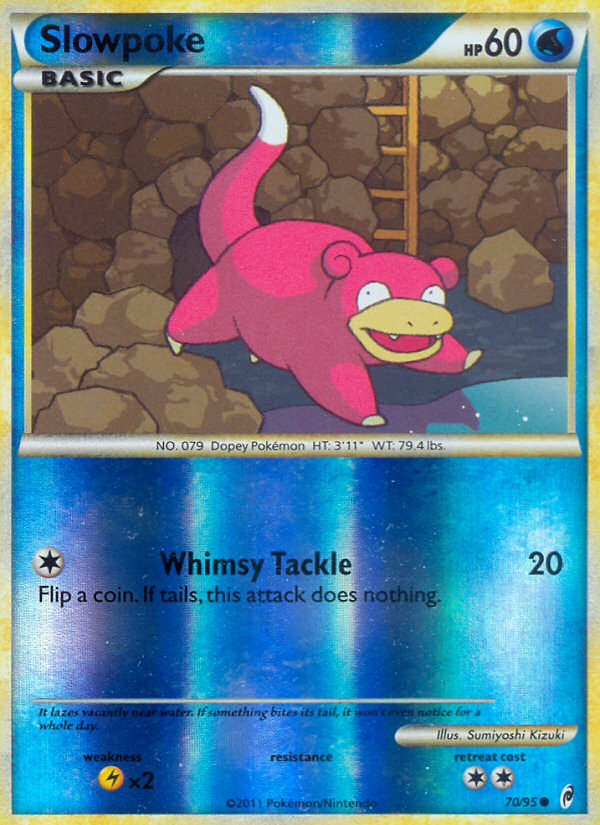 Slowpoke HP 60
BASIC
NO. 079 Dopey Pokémon HT: 3'11" WT: 79.4 lbs.
Whimsy Tackle 20
Flip a coin. If tails, this attack does nothing.
It lazes vacantly near water. If something bites its tail, it won't even notice for a
whole day.
Illus. Sumiyoshi Kizuki
weakness resistance retreat cost
×2
©2011 Pokémon/Nintendo 70/95